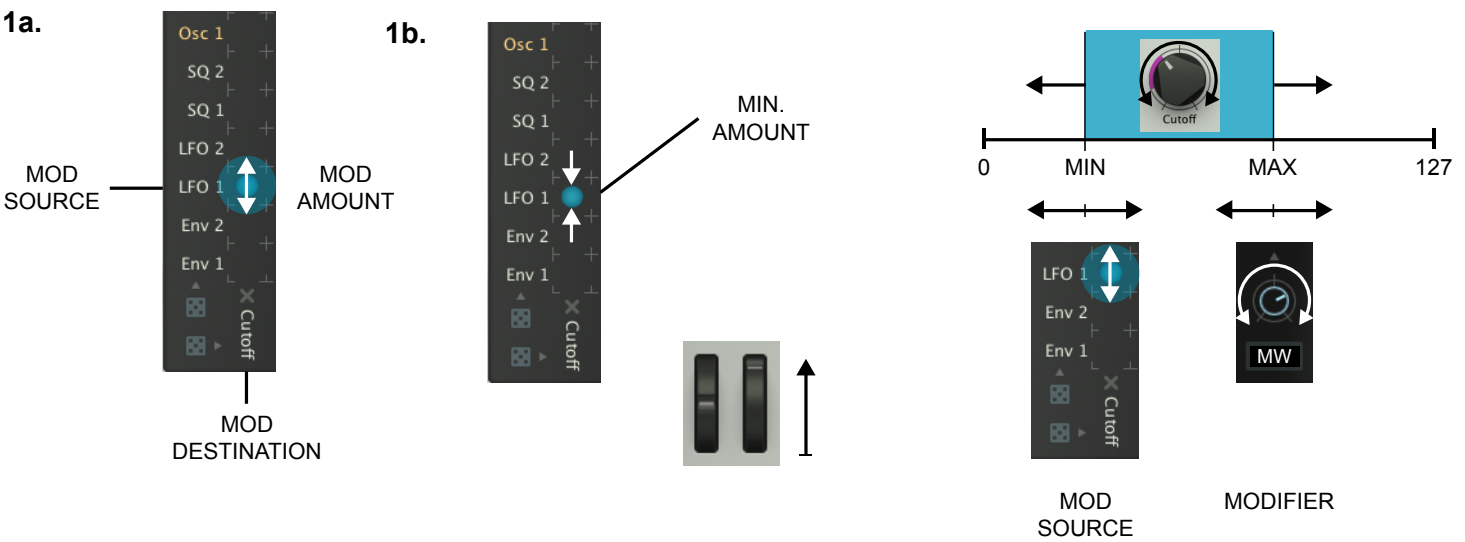 1a.
Osc 1
SQ 2
SQ 1
LFO 2
LFO 1
Env 2
Env 1
Cutoff
MOD
SOURCE
MOD
AMOUNT
MOD
DESTINATION
1b.
Osc 1
SQ 2
SQ 1
LFO 2
LFO 1
Env 2
Env 1
Cutoff
MIN.
AMOUNT
Cutoff
0
MIN
MAX
127
LFO 1
Env 2
Env 1
Cutoff
MW
MOD
SOURCE
MODIFIER